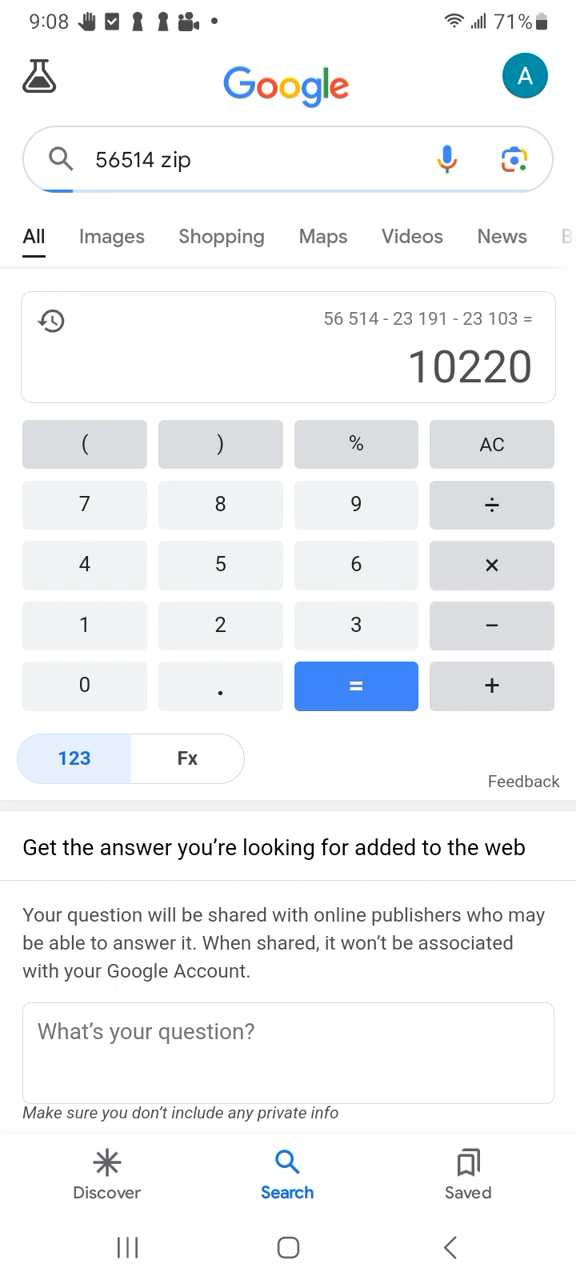 9:08 71%
A
Google
56514 zip
All Images Shopping Maps Videos News B
56 514 - 23 191 - 23 103 =
10220
( ) % AC
7 8 9 ÷
4 5 6 ×
1 2 3 −
0 . = +
123 Fx
Feedback
Get the answer you’re looking for added to the web
Your question will be shared with online publishers who may
be able to answer it. When shared, it won’t be associated
with your Google Account.
What’s your question?
Make sure you don’t include any private info
Discover Search Saved